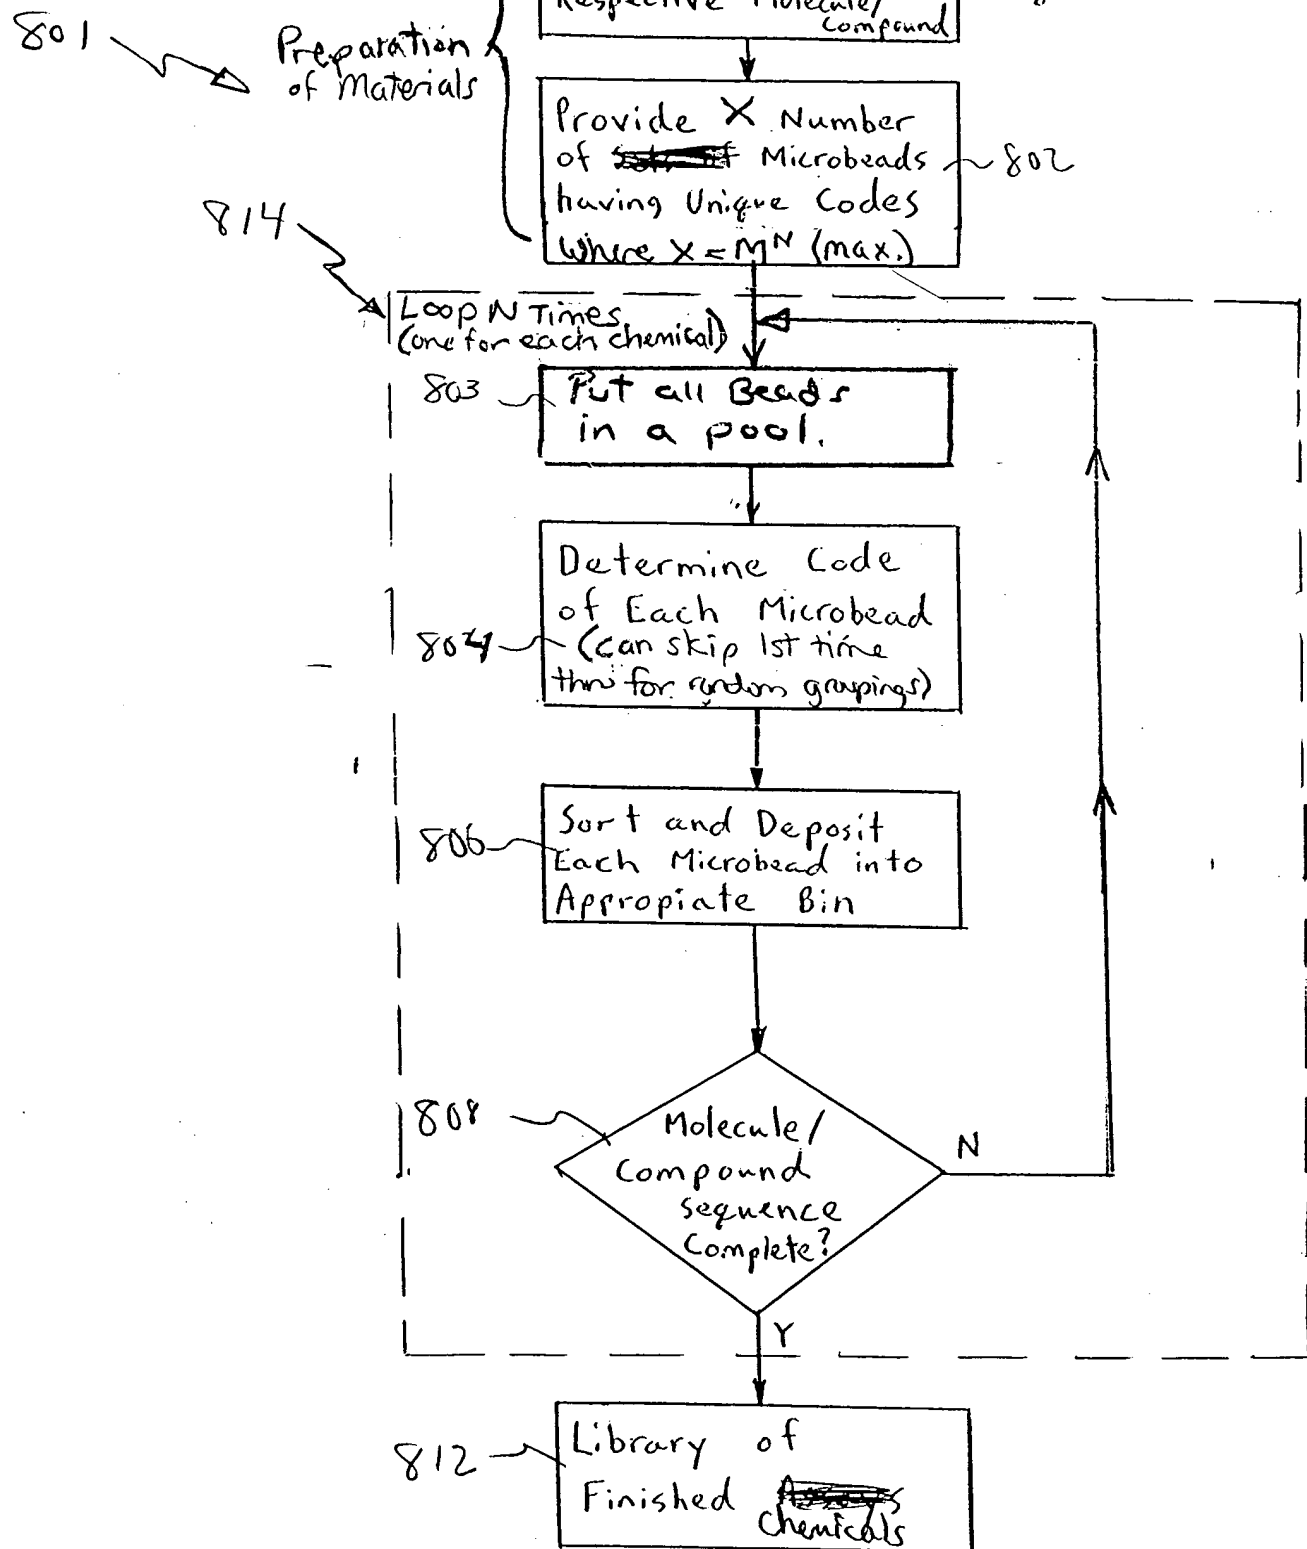 Respective Molecule/
Compound
801
Preparation
of Materials
Provide X Number
of Microbeads
having Unique Codes
Where X = M^N (max.)
802
814
Loop N Times
(one for each chemical)
803
Put all Beads
in a pool.
Determine Code
of Each Microbead
(can skip 1st time
thru for random groupings)
804
806
Sort and Deposit
Each Microbead into
Appropiate Bin
808
Molecule/
Compound
sequence
Complete?
N
Y
812
Library of
Finished
Chemicals